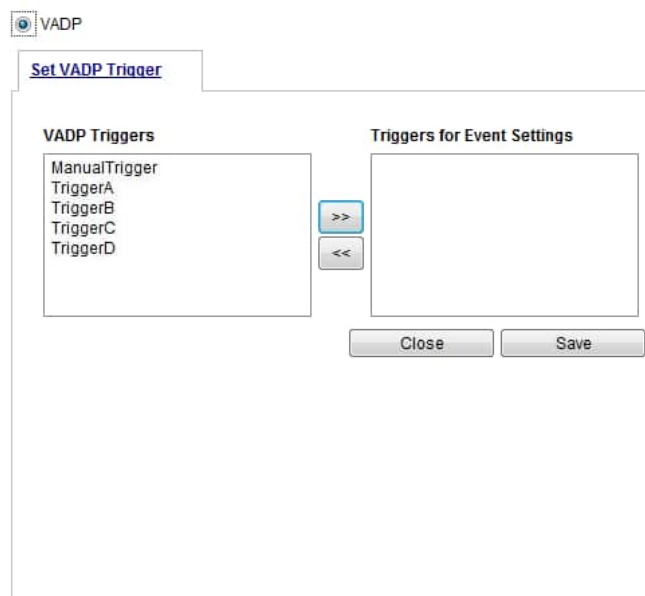 VADP
Set VADP Trigger
VADP Triggers
Triggers for Event Settings
ManualTrigger
TriggerA
TriggerB
TriggerC
TriggerD
>>
<<
Close
Save